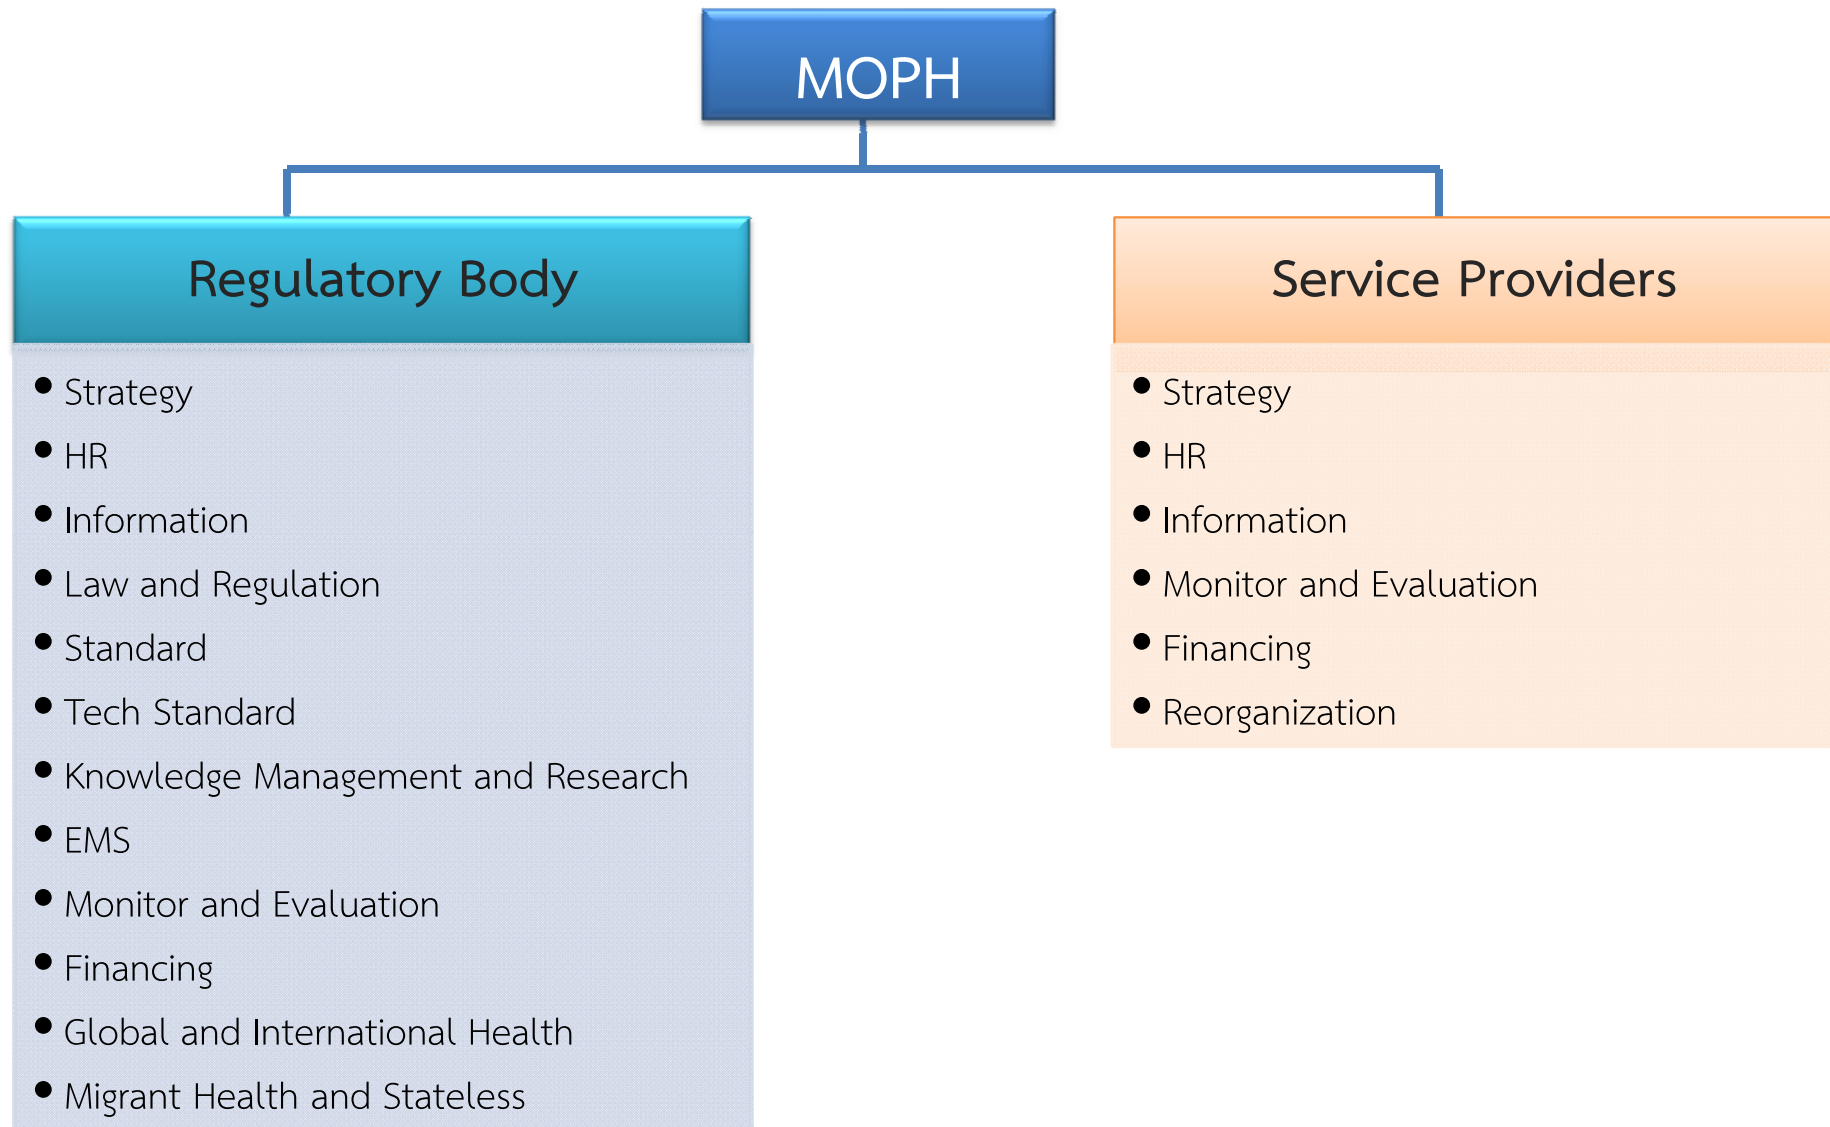 MOPH
Regulatory Body
• Strategy
• HR
• Information
• Law and Regulation
• Standard
• Tech Standard
• Knowledge Management and Research
• EMS
• Monitor and Evaluation
• Financing
• Global and International Health
• Migrant Health and Stateless
Service Providers
• Strategy
• HR
• Information
• Monitor and Evaluation
• Financing
• Reorganization